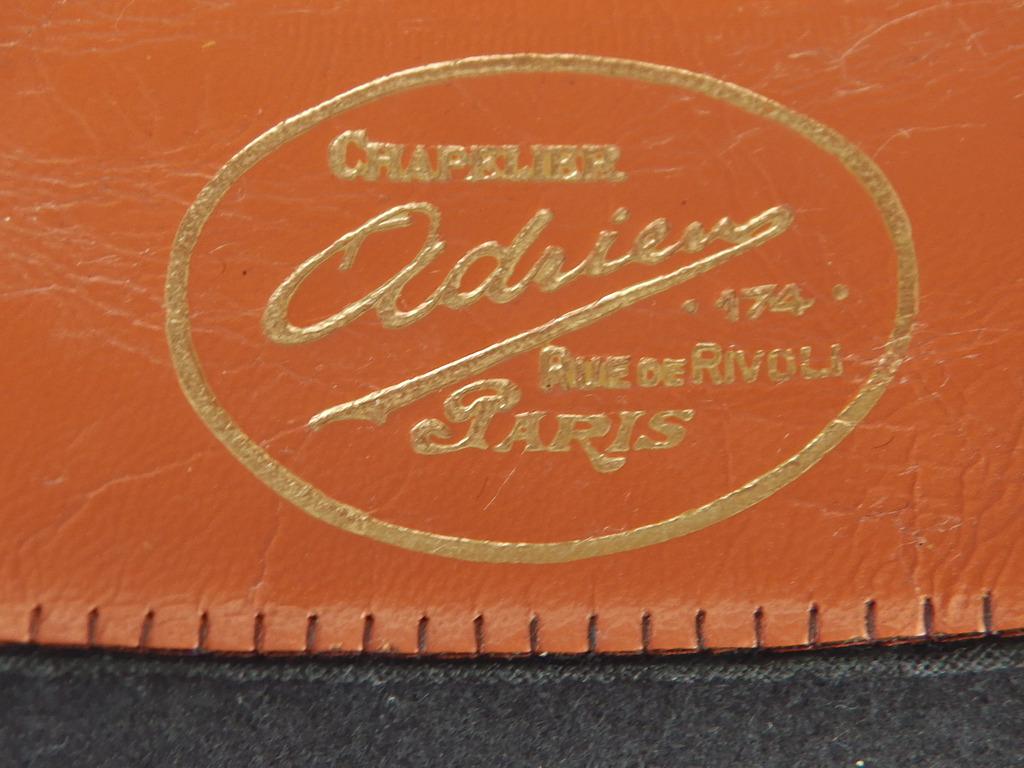 CHAPELIER
Adrien
· 174 ·
RUE DE RIVOLI
PARIS